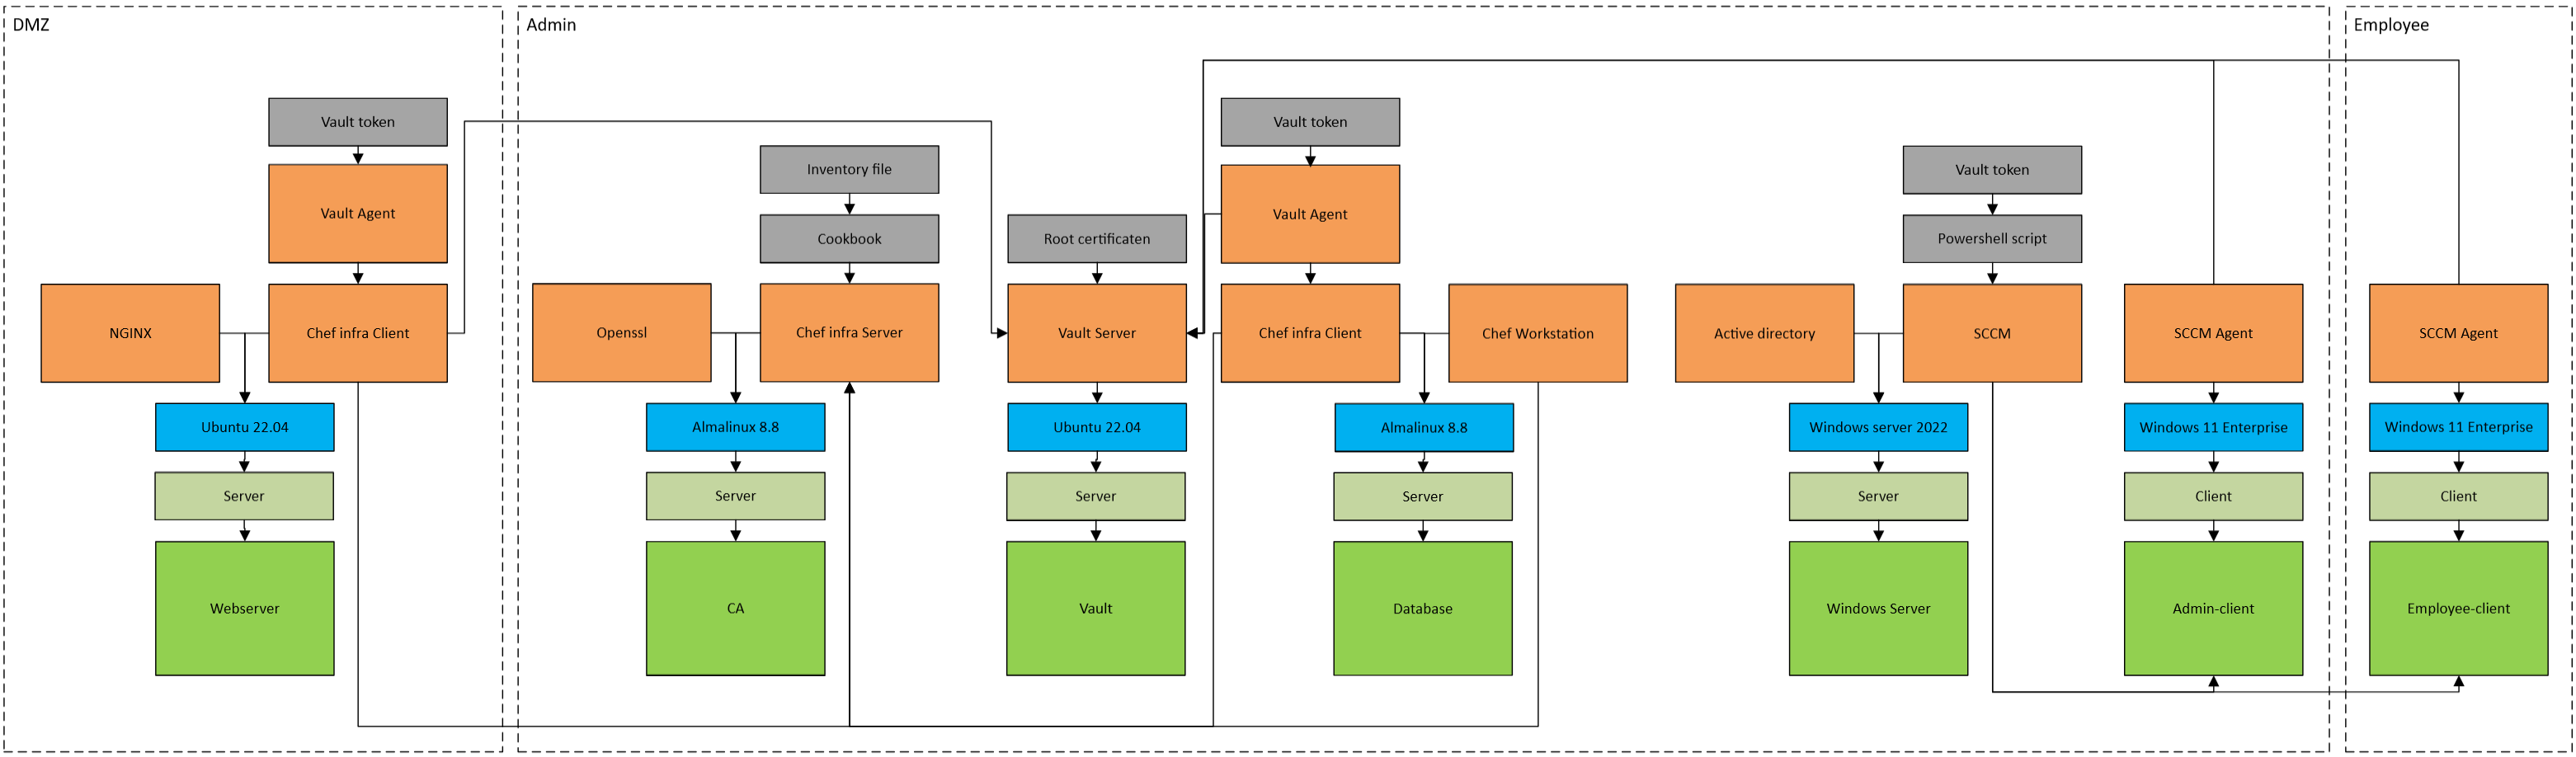 DMZ
Admin
Employee
Vault token
Vault token
Inventory file
Vault token
Vault Agent
Vault Agent
Cookbook
Root certificaten
Powershell script
NGINX
Chef infra Client
Openssl
Chef infra Server
Vault Server
Chef infra Client
Chef Workstation
Active directory
SCCM
SCCM Agent
SCCM Agent
Ubuntu 22.04
Almalinux 8.8
Ubuntu 22.04
Almalinux 8.8
Windows server 2022
Windows 11 Enterprise
Windows 11 Enterprise
Server
Server
Server
Server
Server
Client
Client
Webserver
CA
Vault
Database
Windows Server
Admin-client
Employee-client